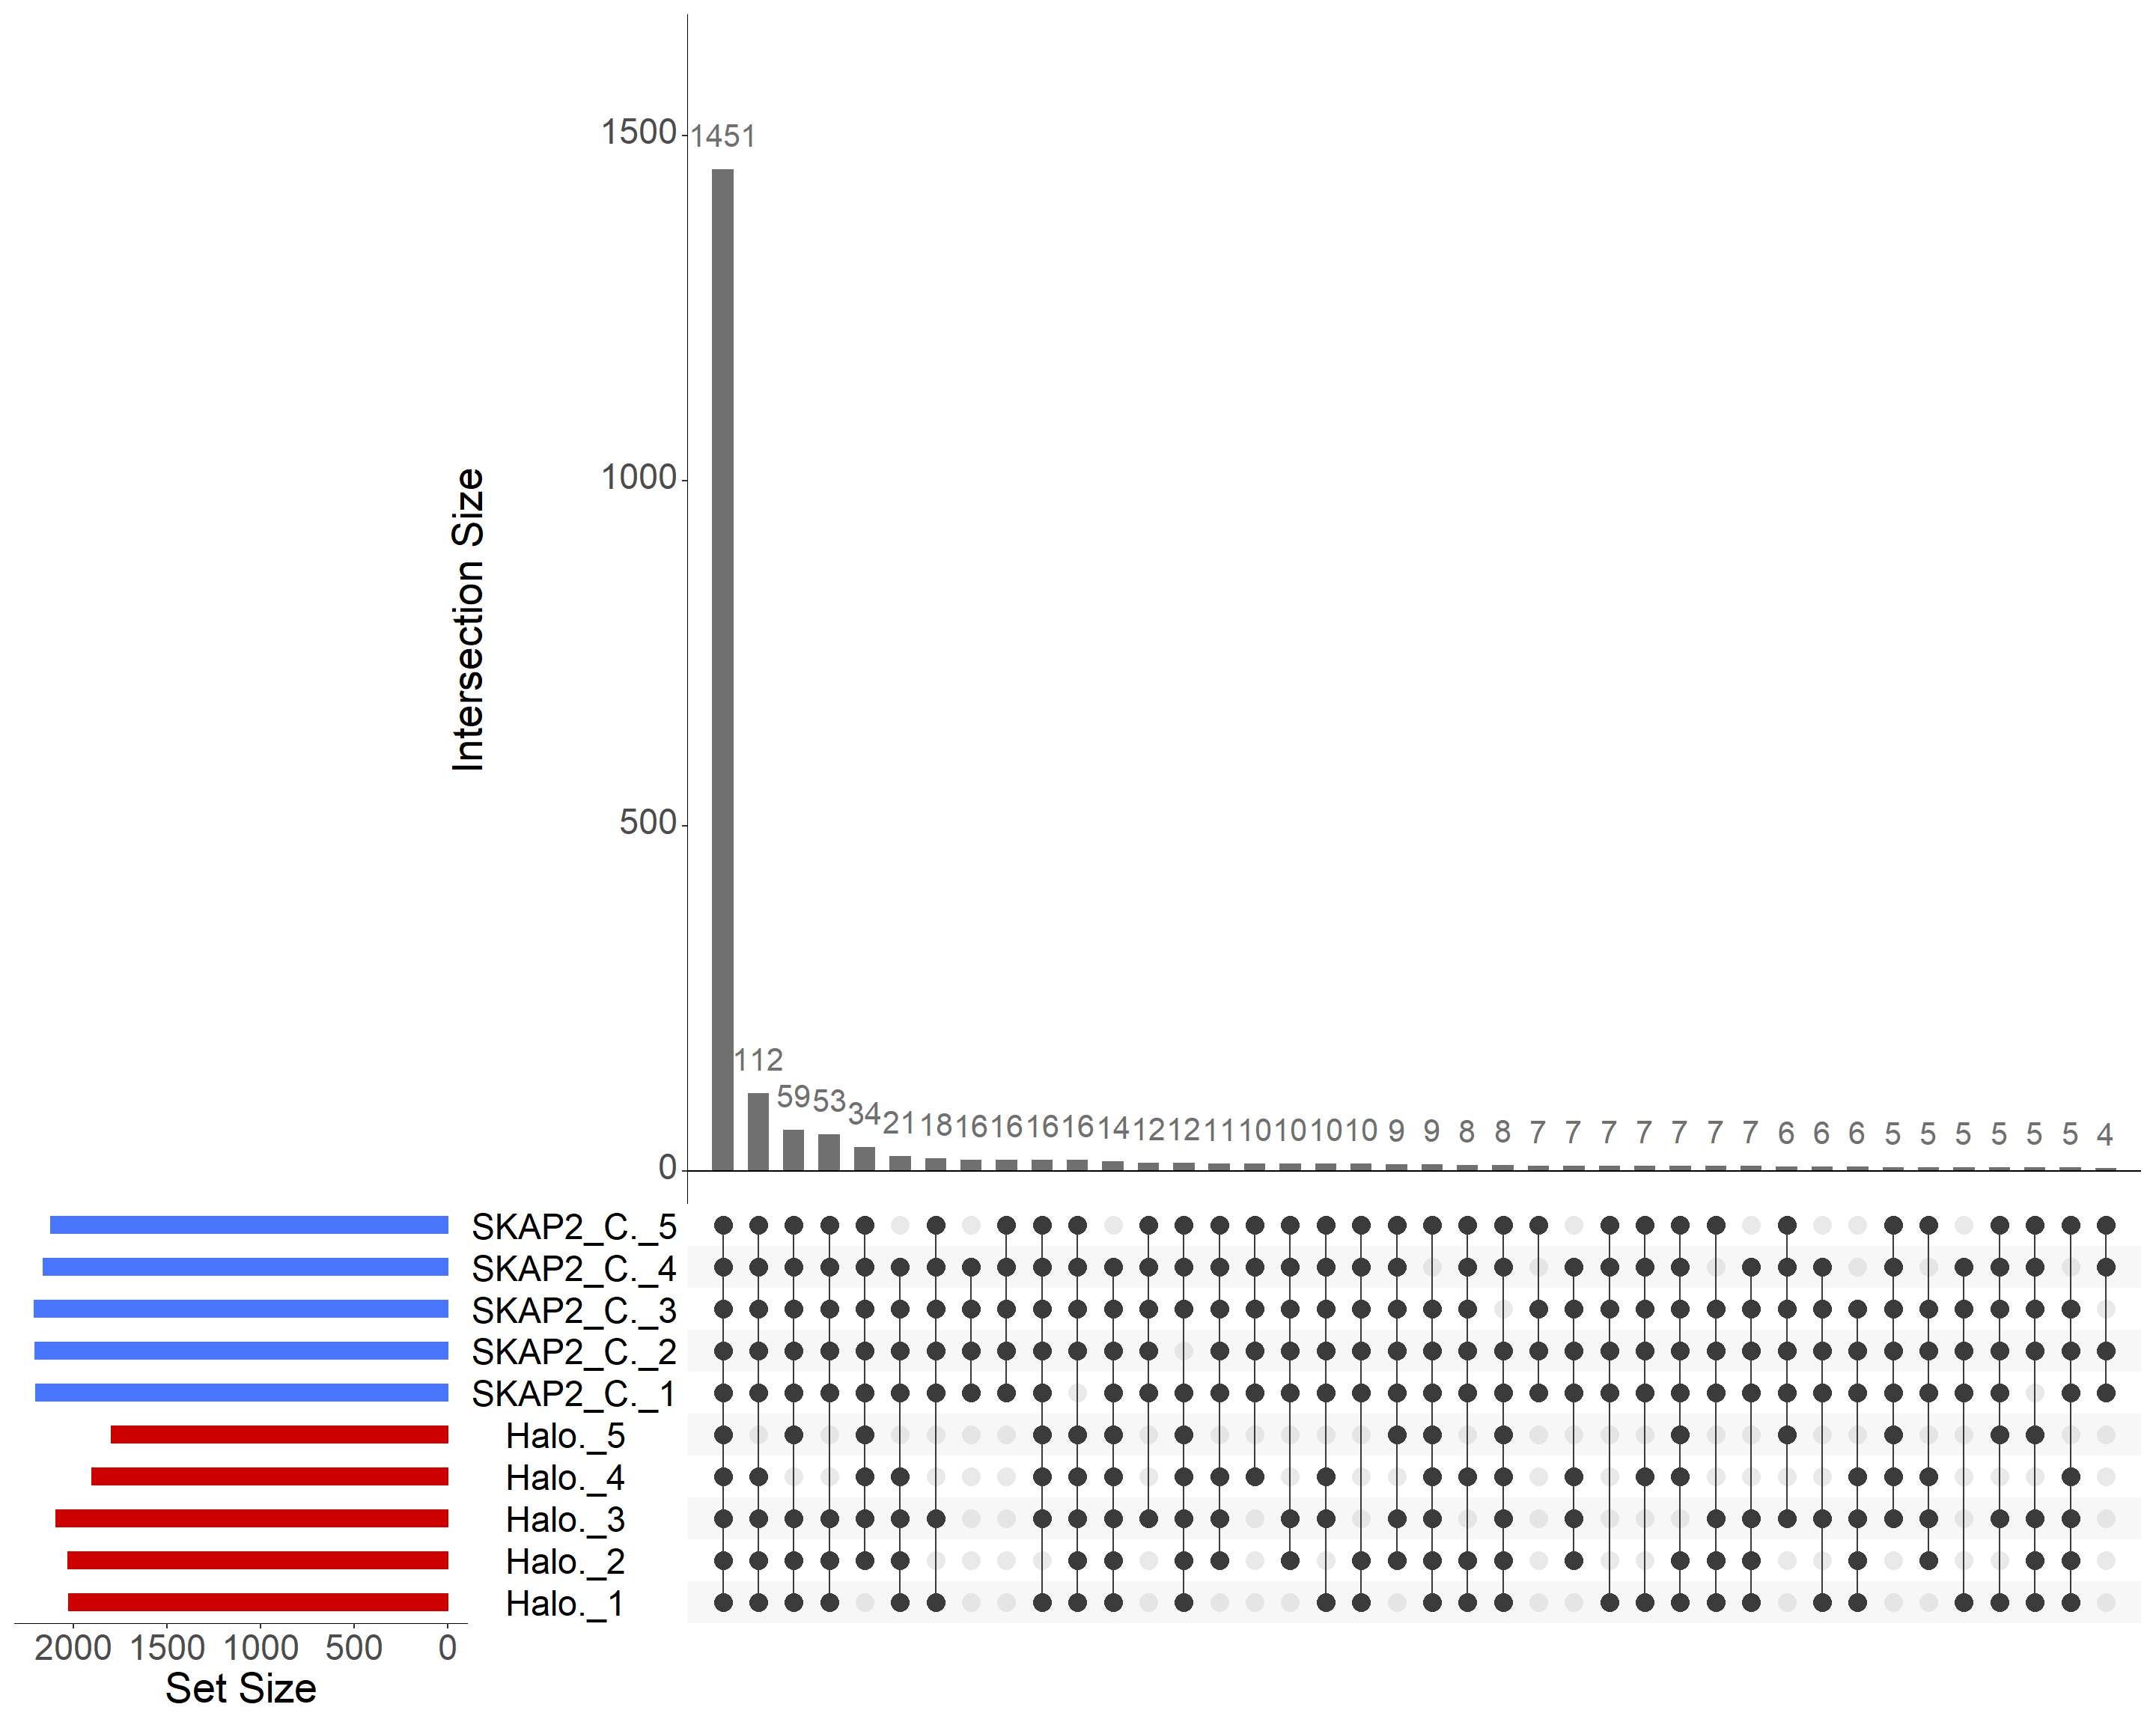 Intersection Size
1500
1000
500
0
1451
112
59 53 34 21 18 16 16 16 16 14 12 12 11 10 10 10 10 9 9 8 8 7 7 7 7 7 7 7 6 6 6 5 5 5 5 5 5 4
SKAP2_C._5
SKAP2_C._4
SKAP2_C._3
SKAP2_C._2
SKAP2_C._1
Halo._5
Halo._4
Halo._3
Halo._2
Halo._1
2000 1500 1000 500 0
Set Size